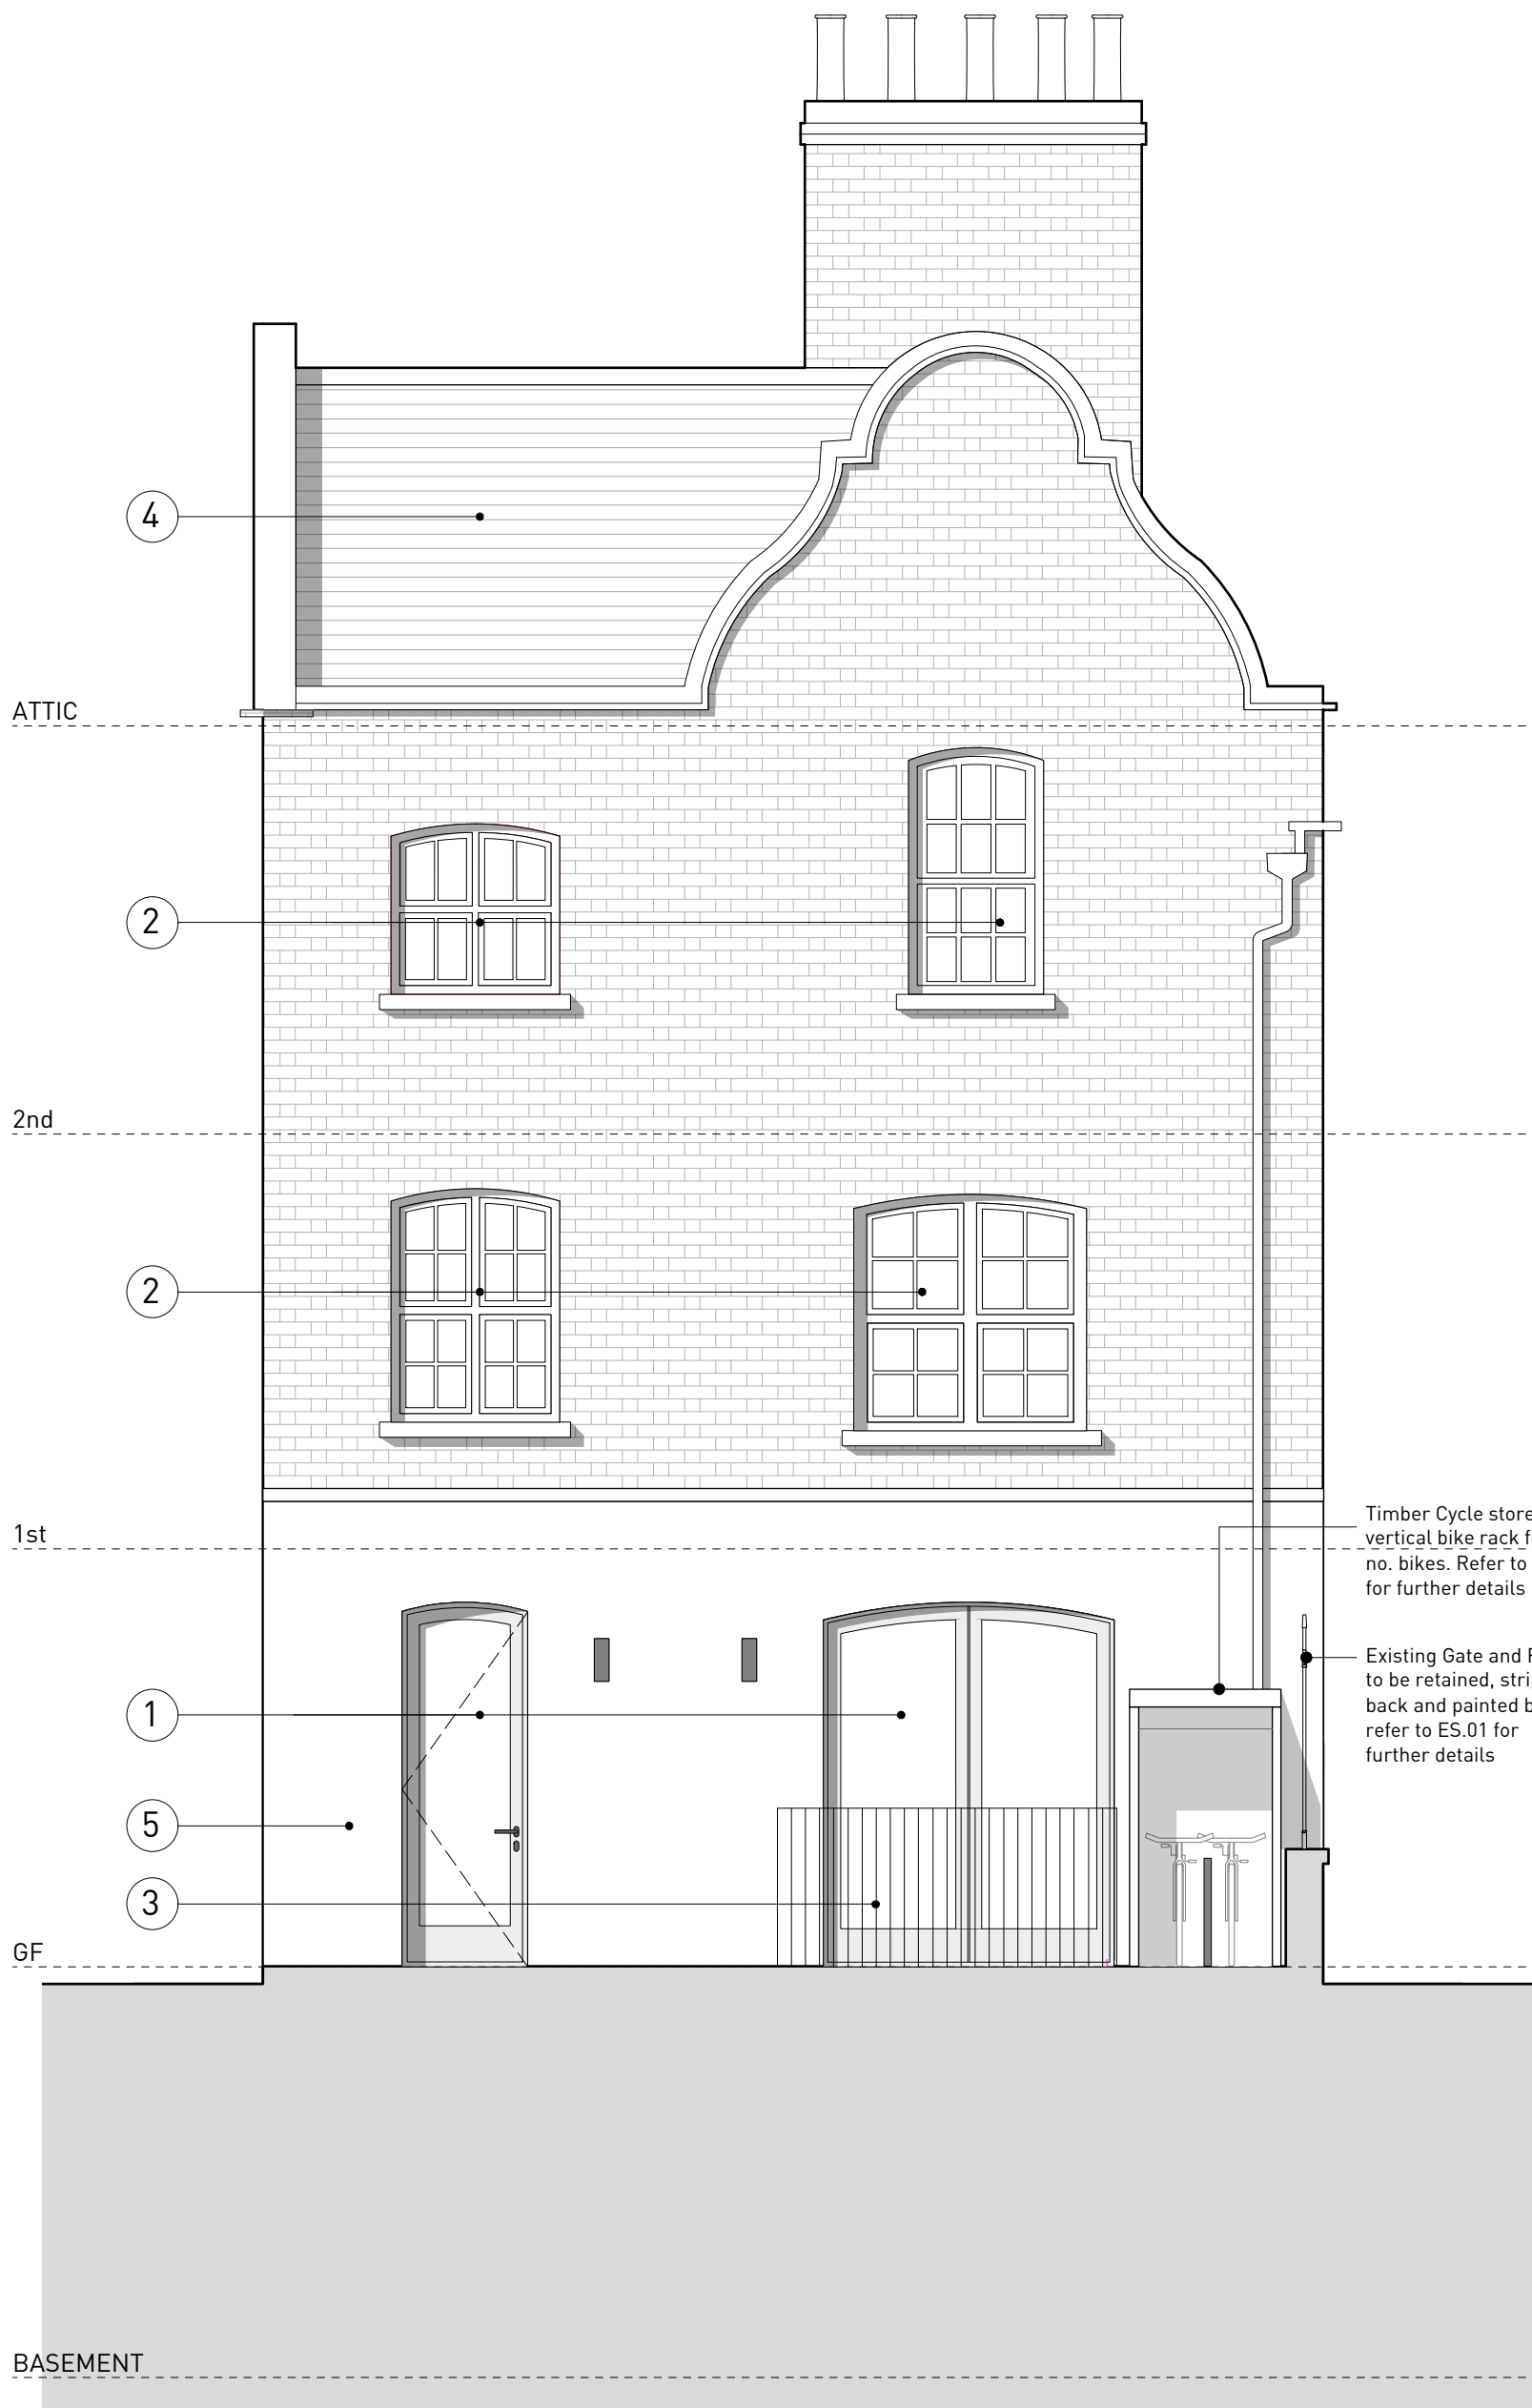 4
ATTIC
2
2nd
2
Timber Cycle store
1st
vertical bike rack
no. bikes. Refer to
for further details
Existing Gate and
to be retained,
1
back and painted
refer to ES.01 for
further details
5
3
GF
BASEMENT